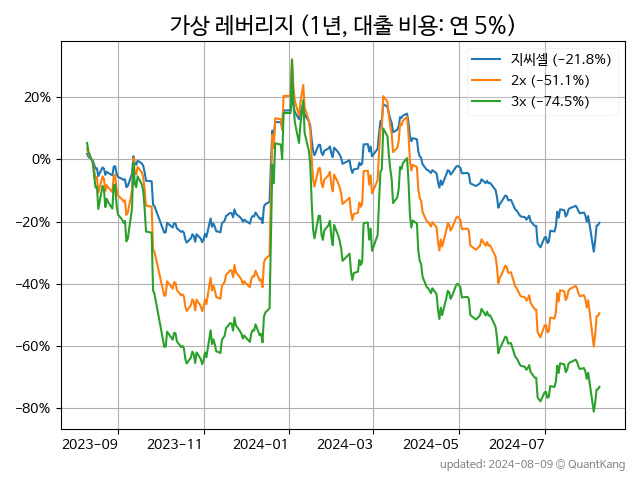 가상 레버리지 (1년, 대출 비용: 연 5%)
지씨셀 (−21.8%)
2x (−51.1%)
3x (−74.5%)
20%
0%
−20%
−40%
−60%
−80%
2023-09 2023-11 2024-01 2024-03 2024-05 2024-07
updated: 2024-08-09 © QuantKang